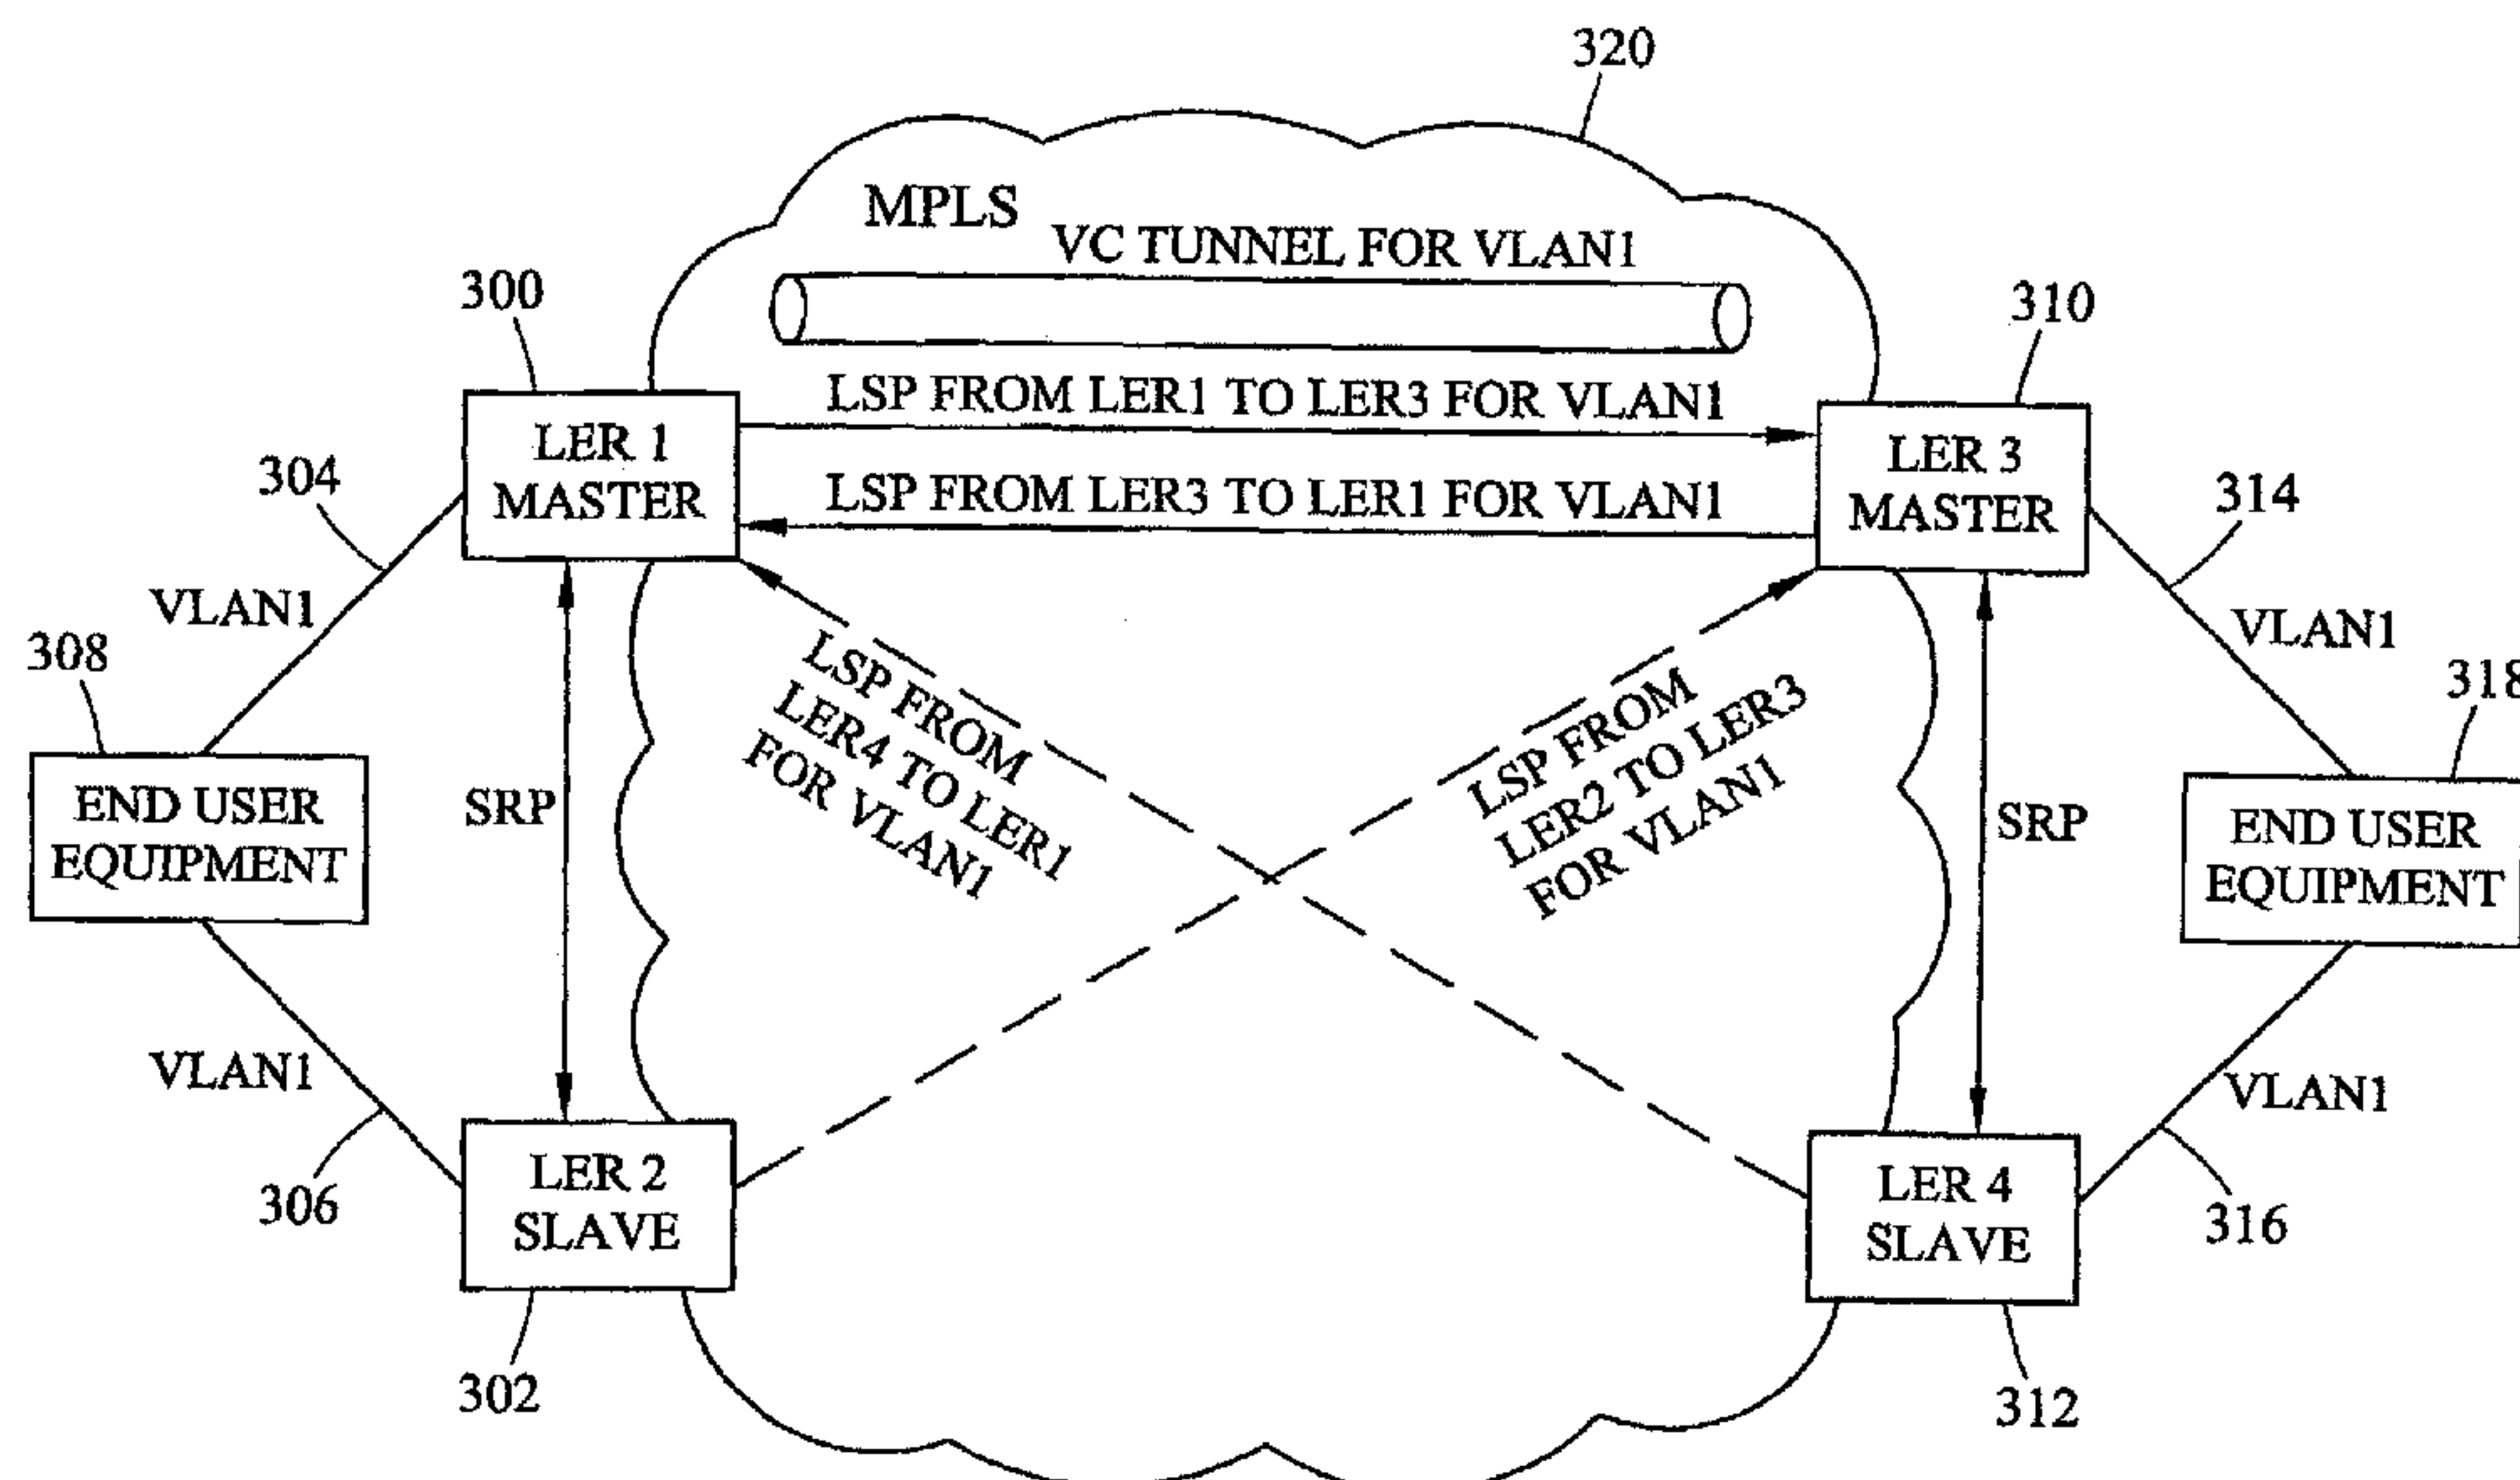 320
MPLS
VC TUNNEL FOR VLAN1
300
310
LSP FROM LER1 TO LER3 FOR VLAN1
LER 1
MASTER
LER 3
MASTER
304
314
LSP FROM LER3 TO LER1 FOR VLAN1
VLAN1
VLAN1
308
318
LSP FROM
LER4 TO LER1
FOR VLAN1
LSP FROM
LER2 TO LER3
FOR VLAN1
END USER
EQUIPMENT
SRP
SRP
END USER
EQUIPMENT
VLAN1
VLAN1
306
316
LER 2
SLAVE
LER 4
SLAVE
302
312